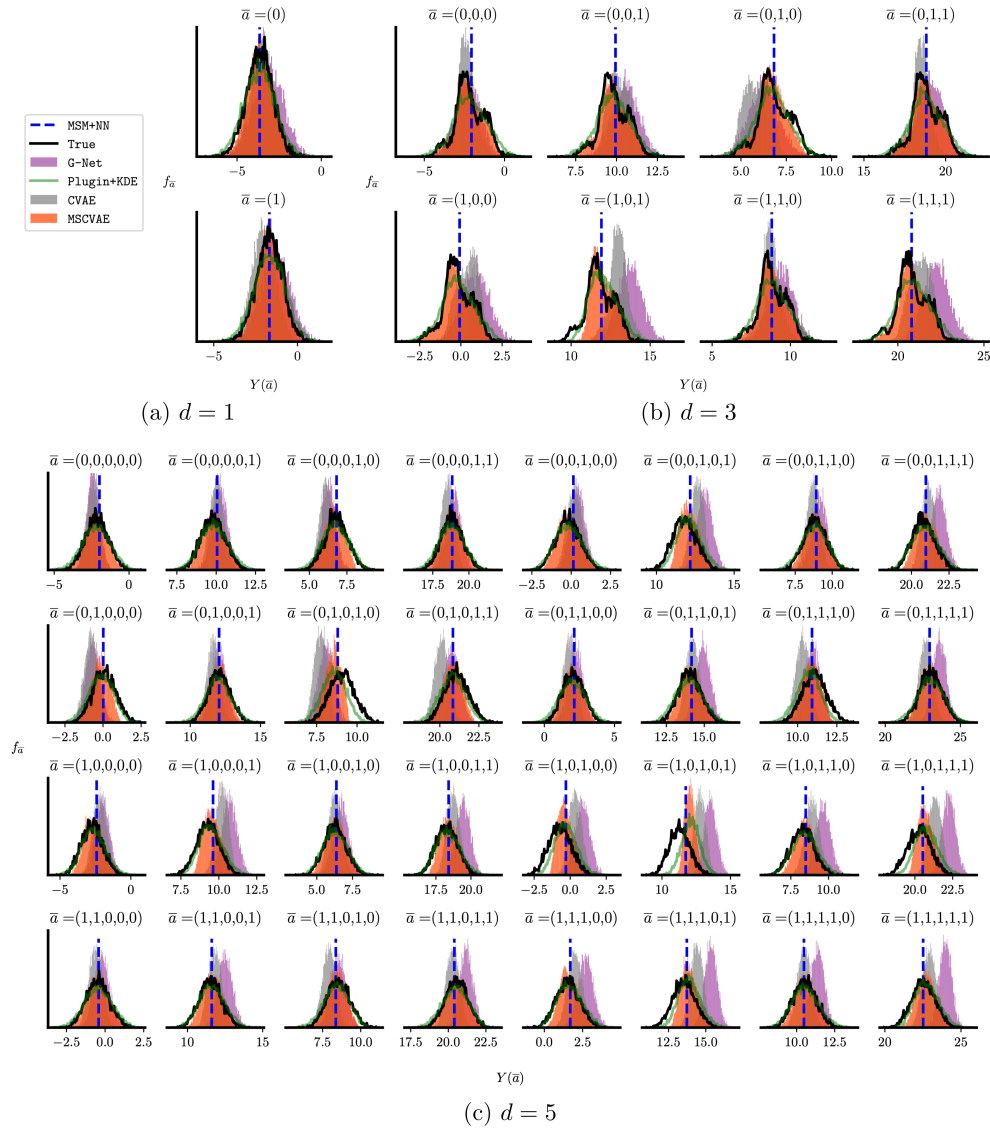 a̅ =(0)
a̅ =(0,0,0) a̅ =(0,0,1) a̅ =(0,1,0) a̅ =(0,1,1)
MSM+NN
True
G-Net
Plugin+KDE
CVAE
MSCVAE
f_a̅ −5 0
f_a̅ −5 0 7.5 10.0 12.5 5.0 7.5 10.0 15 20
a̅ =(1)
a̅ =(1,0,0) a̅ =(1,0,1) a̅ =(1,1,0) a̅ =(1,1,1)
−5 0
−2.5 0.0 2.5 10 15 5 10 20 25
Y(a̅)
Y(a̅)
(a) d = 1
(b) d = 3
a̅ =(0,0,0,0,0) a̅ =(0,0,0,0,1) a̅ =(0,0,0,1,0) a̅ =(0,0,0,1,1) a̅ =(0,0,1,0,0) a̅ =(0,0,1,0,1) a̅ =(0,0,1,1,0) a̅ =(0,0,1,1,1)
−5 0 7.5 10.0 12.5 5.0 7.5 17.5 20.0 −2.5 0.0 2.5 10 15 5 10 20.0 22.5
a̅ =(0,1,0,0,0) a̅ =(0,1,0,0,1) a̅ =(0,1,0,1,0) a̅ =(0,1,0,1,1) a̅ =(0,1,1,0,0) a̅ =(0,1,1,0,1) a̅ =(0,1,1,1,0) a̅ =(0,1,1,1,1)
−2.5 0.0 2.5 10 15 7.5 10.0 20.0 22.5 0 5 12.5 15.0 10.0 12.5 20 25
f_a̅
a̅ =(1,0,0,0,0) a̅ =(1,0,0,0,1) a̅ =(1,0,0,1,0) a̅ =(1,0,0,1,1) a̅ =(1,0,1,0,0) a̅ =(1,0,1,0,1) a̅ =(1,0,1,1,0) a̅ =(1,0,1,1,1)
−5 0 7.5 10.0 12.5 5.0 7.5 17.5 20.0 −2.5 0.0 2.5 10 15 7.5 10.0 20.0 22.5
a̅ =(1,1,0,0,0) a̅ =(1,1,0,0,1) a̅ =(1,1,0,1,0) a̅ =(1,1,0,1,1) a̅ =(1,1,1,0,0) a̅ =(1,1,1,0,1) a̅ =(1,1,1,1,0) a̅ =(1,1,1,1,1)
−2.5 0.0 2.5 10 15 7.5 10.0 17.5 20.0 22.5 0.0 2.5 12.5 15.0 10.0 12.5 20 25
Y(a̅)
(c) d = 5